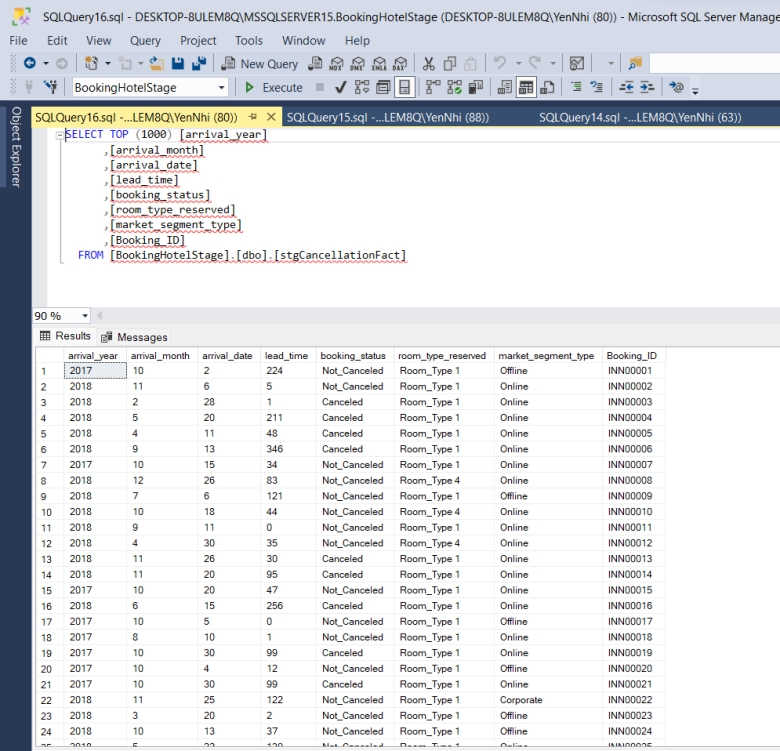 SQLQuery16.sql - DESKTOP-8ULEM8Q\MSSQLSERVER15.BookingHotelStage (DESKTOP-8ULEM8Q\YenNhi (80)) - Microsoft SQL Server Manage
File Edit View Query Project Tools Window Help
New Query MDX DMX XMLA DAX
BookingHotelStage Execute
Object Explorer
SQLQuery16.sql -...LEM8Q\YenNhi (80)) SQLQuery15.sql -...LEM8Q\YenNhi (88)) SQLQuery14.sql -...LEM8Q\YenNhi (63))
SELECT TOP (1000) [arrival_year]
,[arrival_month]
,[arrival_date]
,[lead_time]
,[booking_status]
,[room_type_reserved]
,[market_segment_type]
,[Booking_ID]
FROM [BookingHotelStage].[dbo].[stgCancellationFact]
90 %
Results Messages
arrival_year arrival_month arrival_date lead_time booking_status room_type_reserved market_segment_type Booking_ID
1 2017 10 2 224 Not_Canceled Room_Type 1 Offline INN00001
2 2018 11 6 5 Not_Canceled Room_Type 1 Online INN00002
3 2018 2 28 1 Canceled Room_Type 1 Online INN00003
4 2018 5 20 211 Canceled Room_Type 1 Online INN00004
5 2018 4 11 48 Canceled Room_Type 1 Online INN00005
6 2018 9 13 346 Canceled Room_Type 1 Online INN00006
7 2017 10 15 34 Not_Canceled Room_Type 1 Online INN00007
8 2018 12 26 83 Not_Canceled Room_Type 4 Online INN00008
9 2018 7 6 121 Not_Canceled Room_Type 1 Offline INN00009
10 2018 10 18 44 Not_Canceled Room_Type 4 Online INN00010
11 2018 9 11 0 Not_Canceled Room_Type 1 Online INN00011
12 2018 4 30 35 Not_Canceled Room_Type 4 Online INN00012
13 2018 11 26 30 Canceled Room_Type 1 Online INN00013
14 2018 11 20 95 Canceled Room_Type 1 Online INN00014
15 2017 10 20 47 Not_Canceled Room_Type 1 Online INN00015
16 2018 6 15 256 Canceled Room_Type 1 Online INN00016
17 2017 10 5 0 Not_Canceled Room_Type 1 Offline INN00017
18 2017 8 10 1 Not_Canceled Room_Type 1 Online INN00018
19 2017 10 30 99 Canceled Room_Type 1 Online INN00019
20 2017 10 4 12 Not_Canceled Room_Type 1 Offline INN00020
21 2017 10 30 99 Canceled Room_Type 1 Online INN00021
22 2018 11 25 122 Not_Canceled Room_Type 1 Corporate INN00022
23 2018 3 20 2 Not_Canceled Room_Type 1 Offline INN00023
24 2018 10 13 37 Not_Canceled Room_Type 1 Offline INN00024